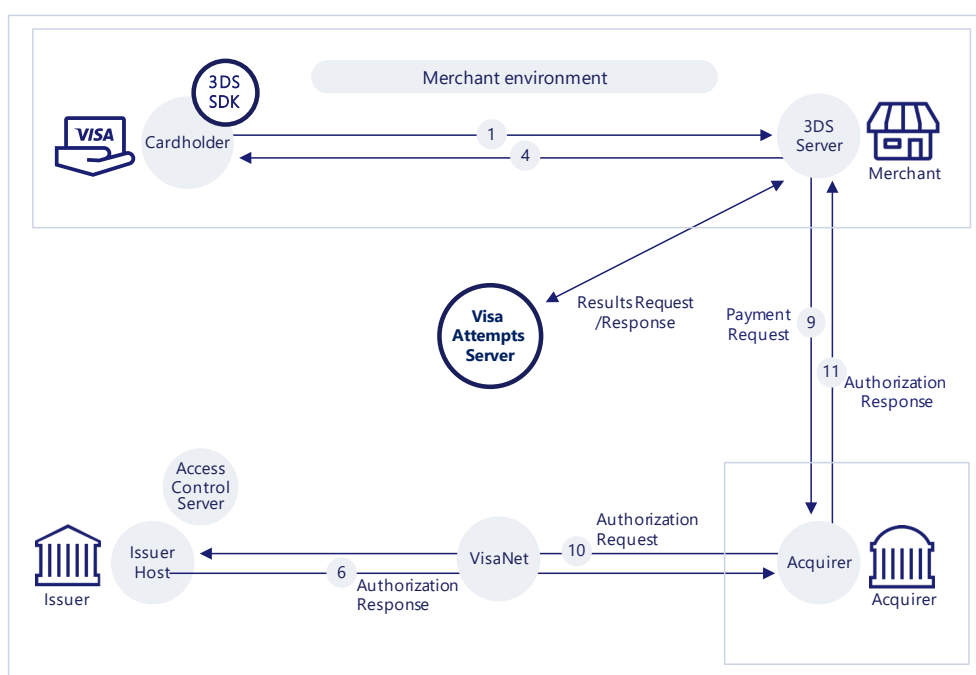 3DS
SDK
Merchant environment
VISA
Cardholder
1
4
3DS
Server
Merchant
Visa
Attempts
Server
Results Request
/Response
Payment
Request
9
11
Authorization
Response
Access
Control
Server
Issuer
Host
Issuer
6
Authorization
Response
VisaNet
10
Authorization
Request
Acquirer
Acquirer